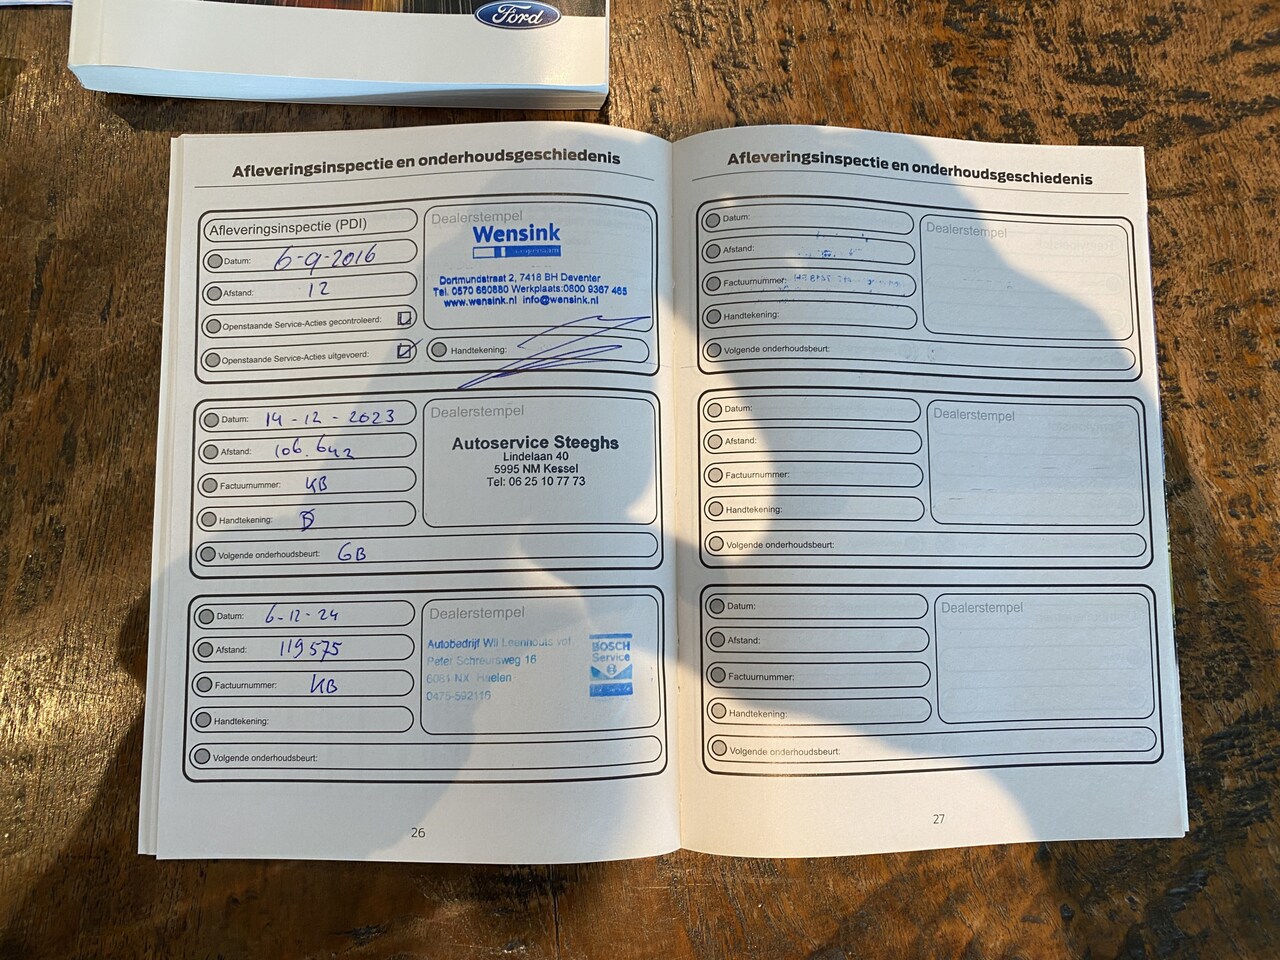 Ford
Afleveringsinspectie en onderhoudsgeschiedenis
Afleveringsinspectie (PDI)
Datum: 6-9-2016
Afstand: 12
Openstaande Service-Acties gecontroleerd:
Openstaande Service-Acties uitgevoerd:
Dealerstempel
Wensink
Dortmundstraat 2, 7418 BH Deventer
Tel. 0570 660880 Werkplaats:0800 9367 465
www.wensink.nl info@wensink.nl
Handtekening:
Datum: 14-12-2023
Afstand: 106.642
Factuurnummer: KB
Handtekening:
Volgende onderhoudsbeurt: GB
Dealerstempel
Autoservice Steeghs
Lindelaan 40
5995 NM Kessel
Tel: 06 25 10 77 73
Datum: 6-12-24
Afstand: 119575
Factuurnummer: KB
Handtekening:
Volgende onderhoudsbeurt:
Dealerstempel
Autobedrijf Wil Leenhouts vof
Peter Schreursweg 16
6081 NX Haelen
0475-592116
BOSCH
Service
26
Afleveringsinspectie en onderhoudsgeschiedenis
Datum:
Afstand:
Factuurnummer:
Handtekening:
Volgende onderhoudsbeurt:
Dealerstempel
Datum:
Afstand:
Factuurnummer:
Handtekening:
Volgende onderhoudsbeurt:
Dealerstempel
Datum:
Afstand:
Factuurnummer:
Handtekening:
Volgende onderhoudsbeurt:
Dealerstempel
27